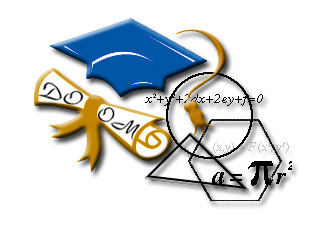 x²+y²+2dx+2ey+f=0
DOOM
a = πr²